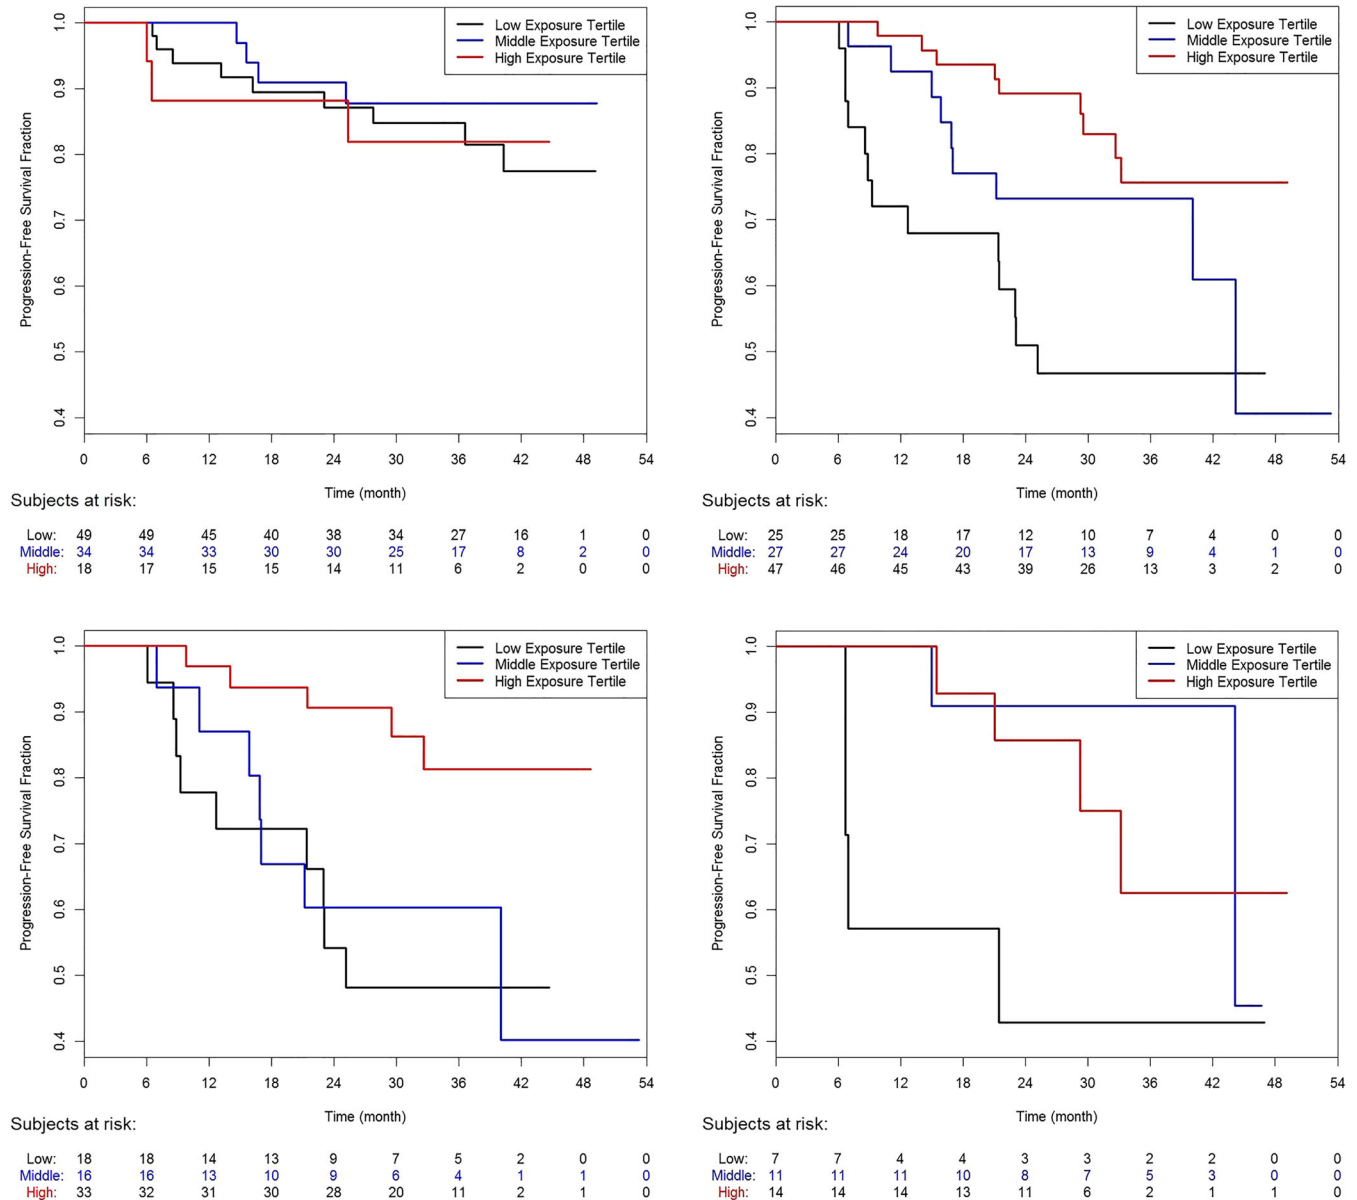 Low Exposure Tertile
Middle Exposure Tertile
High Exposure Tertile
Progression-Free Survival Fraction
1.0
0.9
0.8
0.7
0.6
0.5
0.4
0 6 12 18 24 30 36 42 48 54
Time (month)
Subjects at risk:
Low: 49 49 45 40 38 34 27 16 1 0
Middle: 34 34 33 30 30 25 17 8 2 0
High: 18 17 15 15 14 11 6 2 0 0
Low Exposure Tertile
Middle Exposure Tertile
High Exposure Tertile
Progression-Free Survival Fraction
1.0
0.9
0.8
0.7
0.6
0.5
0.4
0 6 12 18 24 30 36 42 48 54
Time (month)
Subjects at risk:
Low: 25 25 18 17 12 10 7 4 0 0
Middle: 27 27 24 20 17 13 9 4 1 0
High: 47 46 45 43 39 26 13 3 2 0
Low Exposure Tertile
Middle Exposure Tertile
High Exposure Tertile
Progression-Free Survival Fraction
1.0
0.9
0.8
0.7
0.6
0.5
0.4
0 6 12 18 24 30 36 42 48 54
Time (month)
Subjects at risk:
Low: 18 18 14 13 9 7 5 2 0 0
Middle: 16 16 13 10 9 6 4 1 1 0
High: 33 32 31 30 28 20 11 2 1 0
Low Exposure Tertile
Middle Exposure Tertile
High Exposure Tertile
Progression-Free Survival Fraction
1.0
0.9
0.8
0.7
0.6
0.5
0.4
0 6 12 18 24 30 36 42 48 54
Time (month)
Subjects at risk:
Low: 7 7 4 4 3 3 2 2 0 0
Middle: 11 11 11 10 8 7 5 3 0 0
High: 14 14 14 13 11 6 2 1 1 0